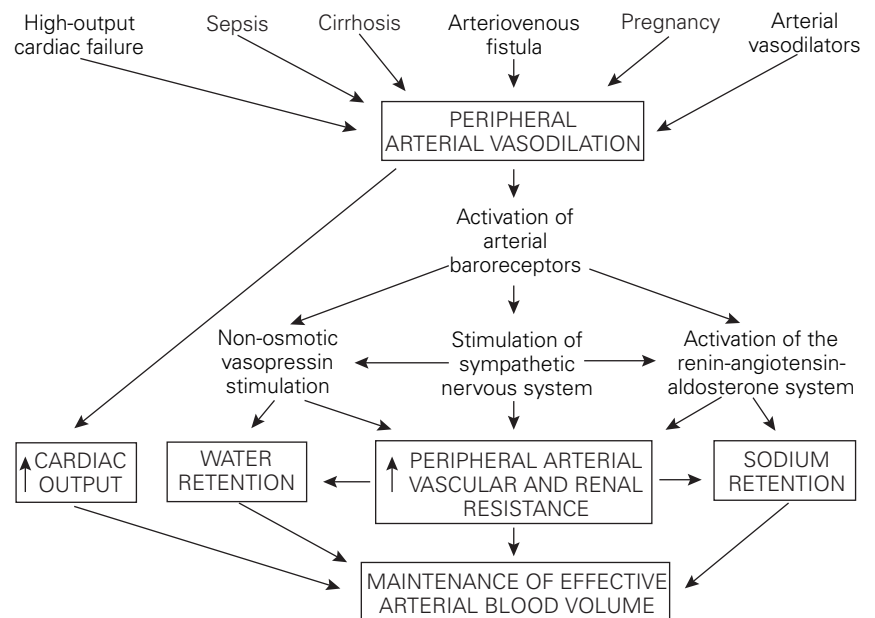 High-output
cardiac failure
Sepsis
Cirrhosis
Arteriovenous
fistula
Pregnancy
Arterial
vasodilators
PERIPHERAL
ARTERIAL VASODILATION
Activation of
arterial
baroreceptors
Non-osmotic
vasopressin
stimulation
Stimulation of
sympathetic
nervous system
Activation of the
renin-angiotensin-
aldosterone system
CARDIAC
OUTPUT
WATER
RETENTION
PERIPHERAL ARTERIAL
VASCULAR AND RENAL
RESISTANCE
SODIUM
RETENTION
MAINTENANCE OF EFFECTIVE
ARTERIAL BLOOD VOLUME